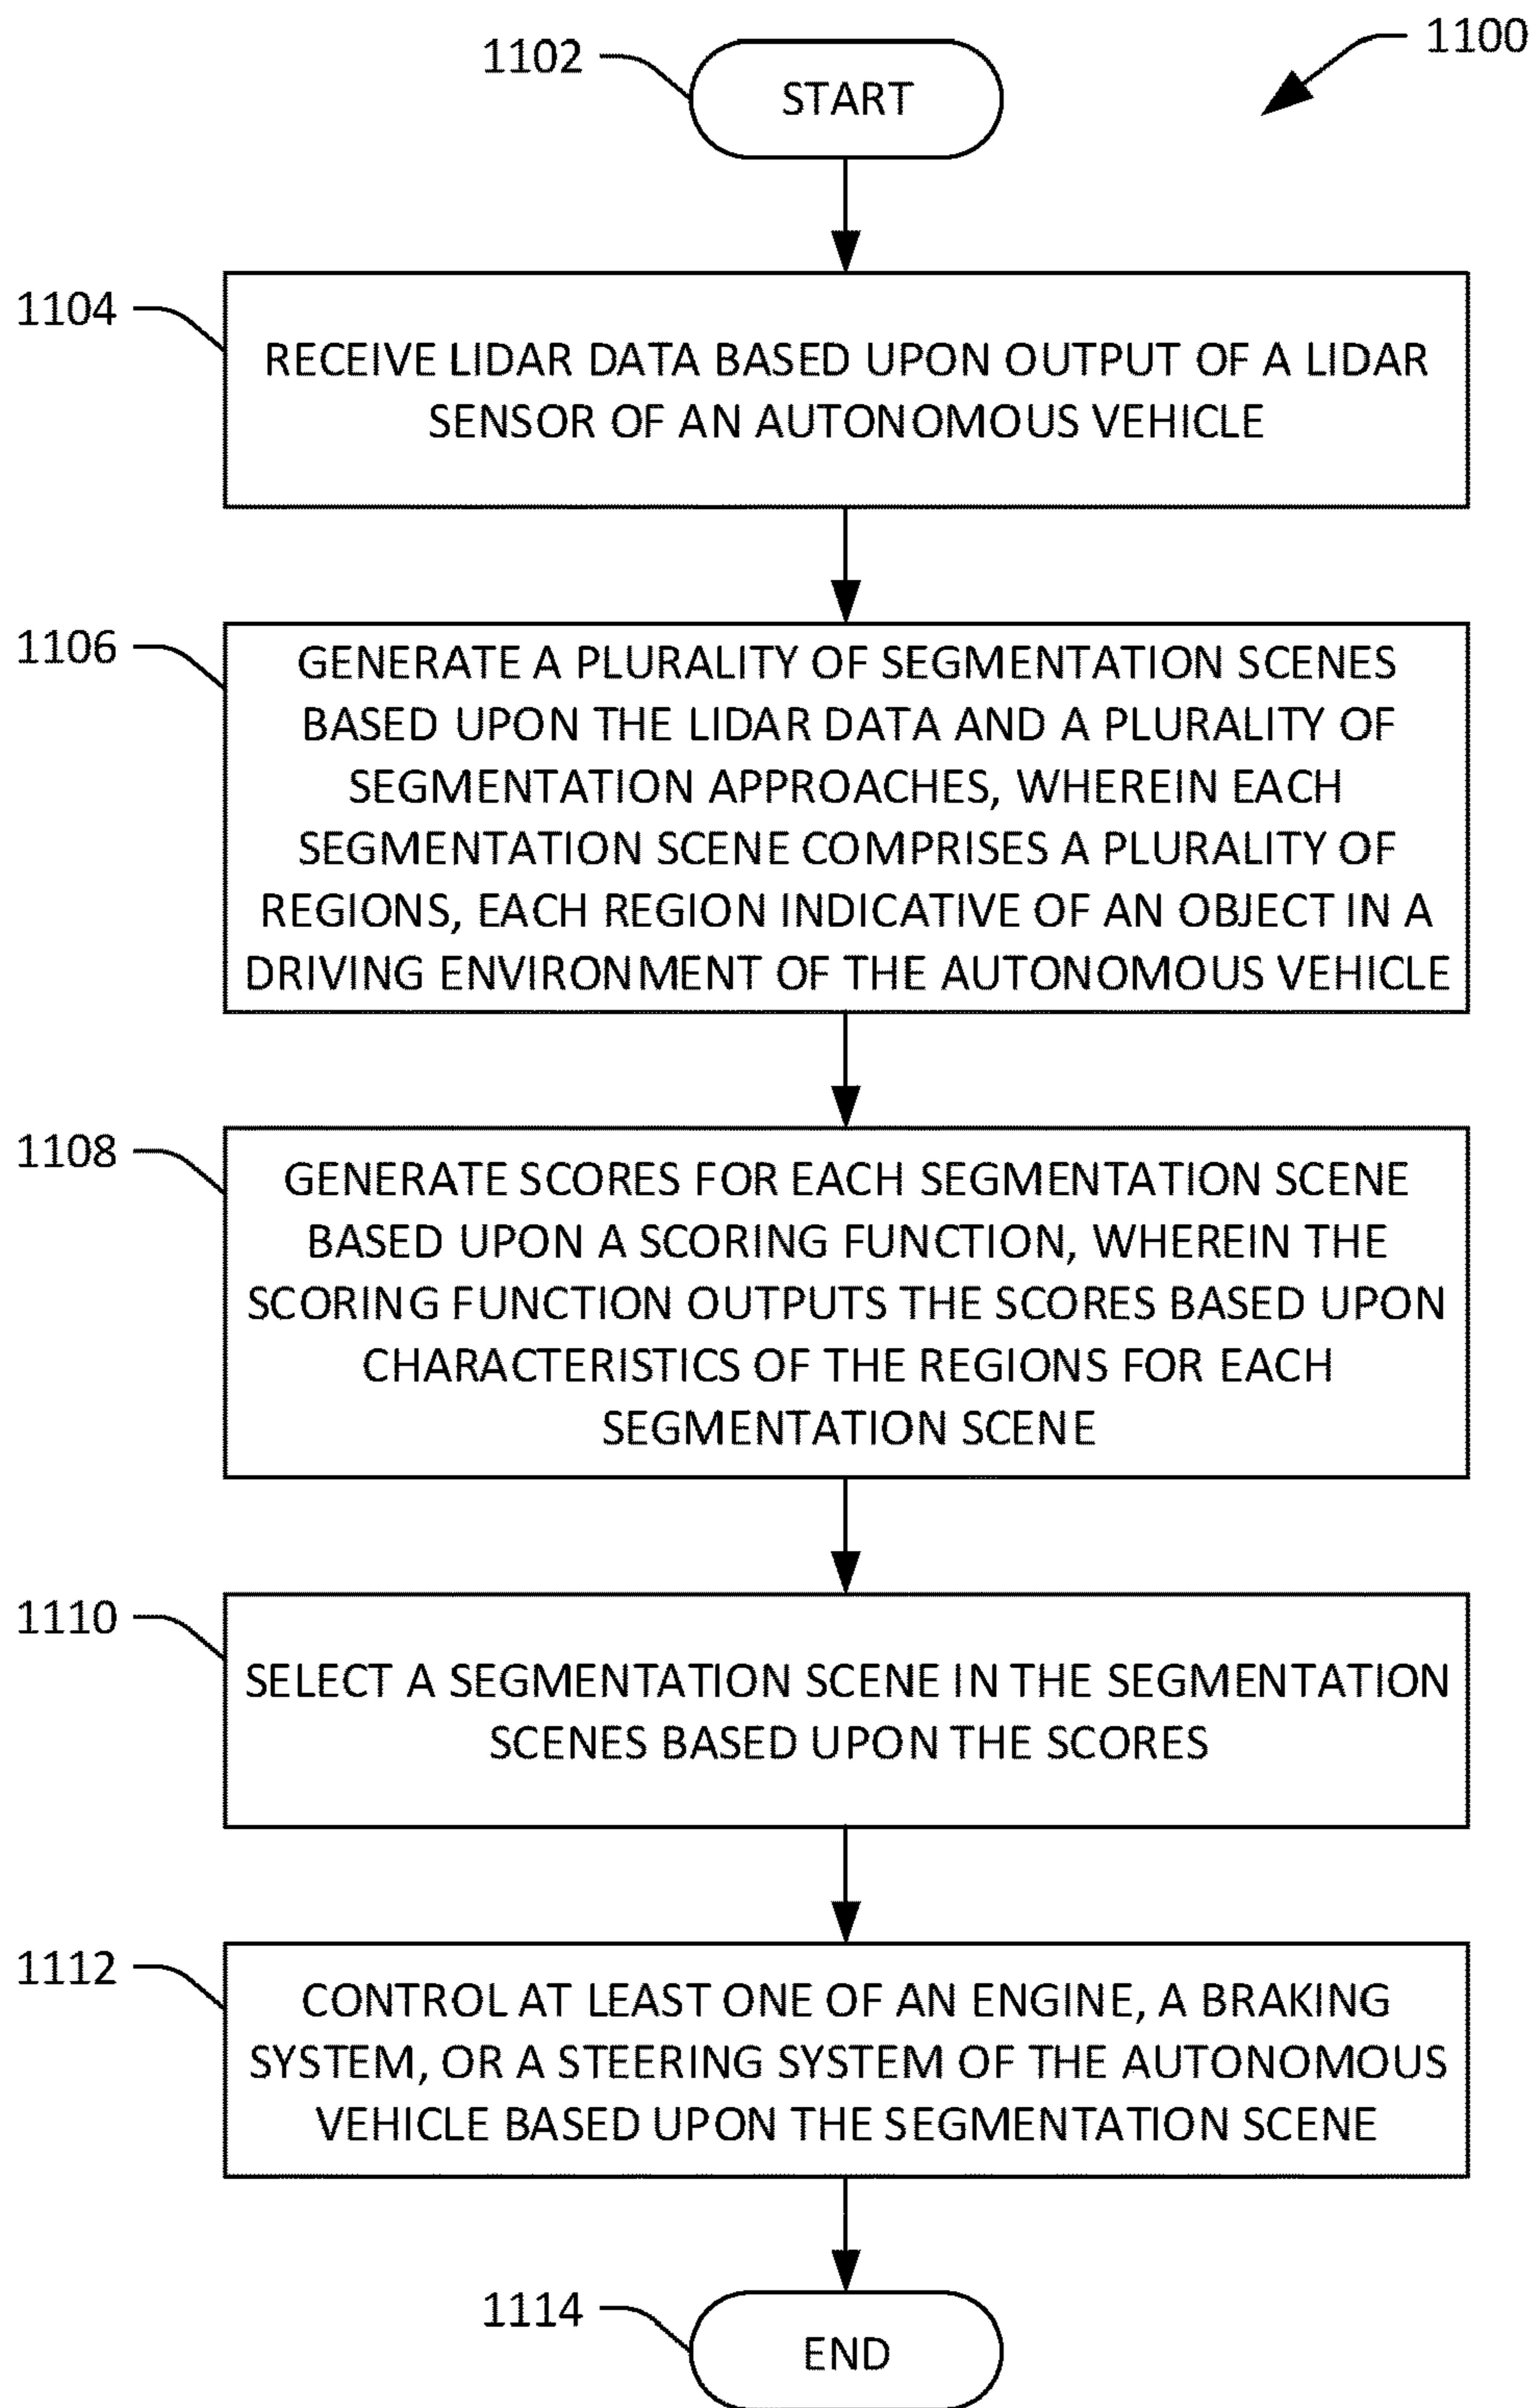 1100
1102
START
1104
RECEIVE LIDAR DATA BASED UPON OUTPUT OF A LIDAR
SENSOR OF AN AUTONOMOUS VEHICLE
1106
GENERATE A PLURALITY OF SEGMENTATION SCENES
BASED UPON THE LIDAR DATA AND A PLURALITY OF
SEGMENTATION APPROACHES, WHEREIN EACH
SEGMENTATION SCENE COMPRISES A PLURALITY OF
REGIONS, EACH REGION INDICATIVE OF AN OBJECT IN A
DRIVING ENVIRONMENT OF THE AUTONOMOUS VEHICLE
1108
GENERATE SCORES FOR EACH SEGMENTATION SCENE
BASED UPON A SCORING FUNCTION, WHEREIN THE
SCORING FUNCTION OUTPUTS THE SCORES BASED UPON
CHARACTERISTICS OF THE REGIONS FOR EACH
SEGMENTATION SCENE
1110
SELECT A SEGMENTATION SCENE IN THE SEGMENTATION
SCENES BASED UPON THE SCORES
1112
CONTROL AT LEAST ONE OF AN ENGINE, A BRAKING
SYSTEM, OR A STEERING SYSTEM OF THE AUTONOMOUS
VEHICLE BASED UPON THE SEGMENTATION SCENE
1114
END